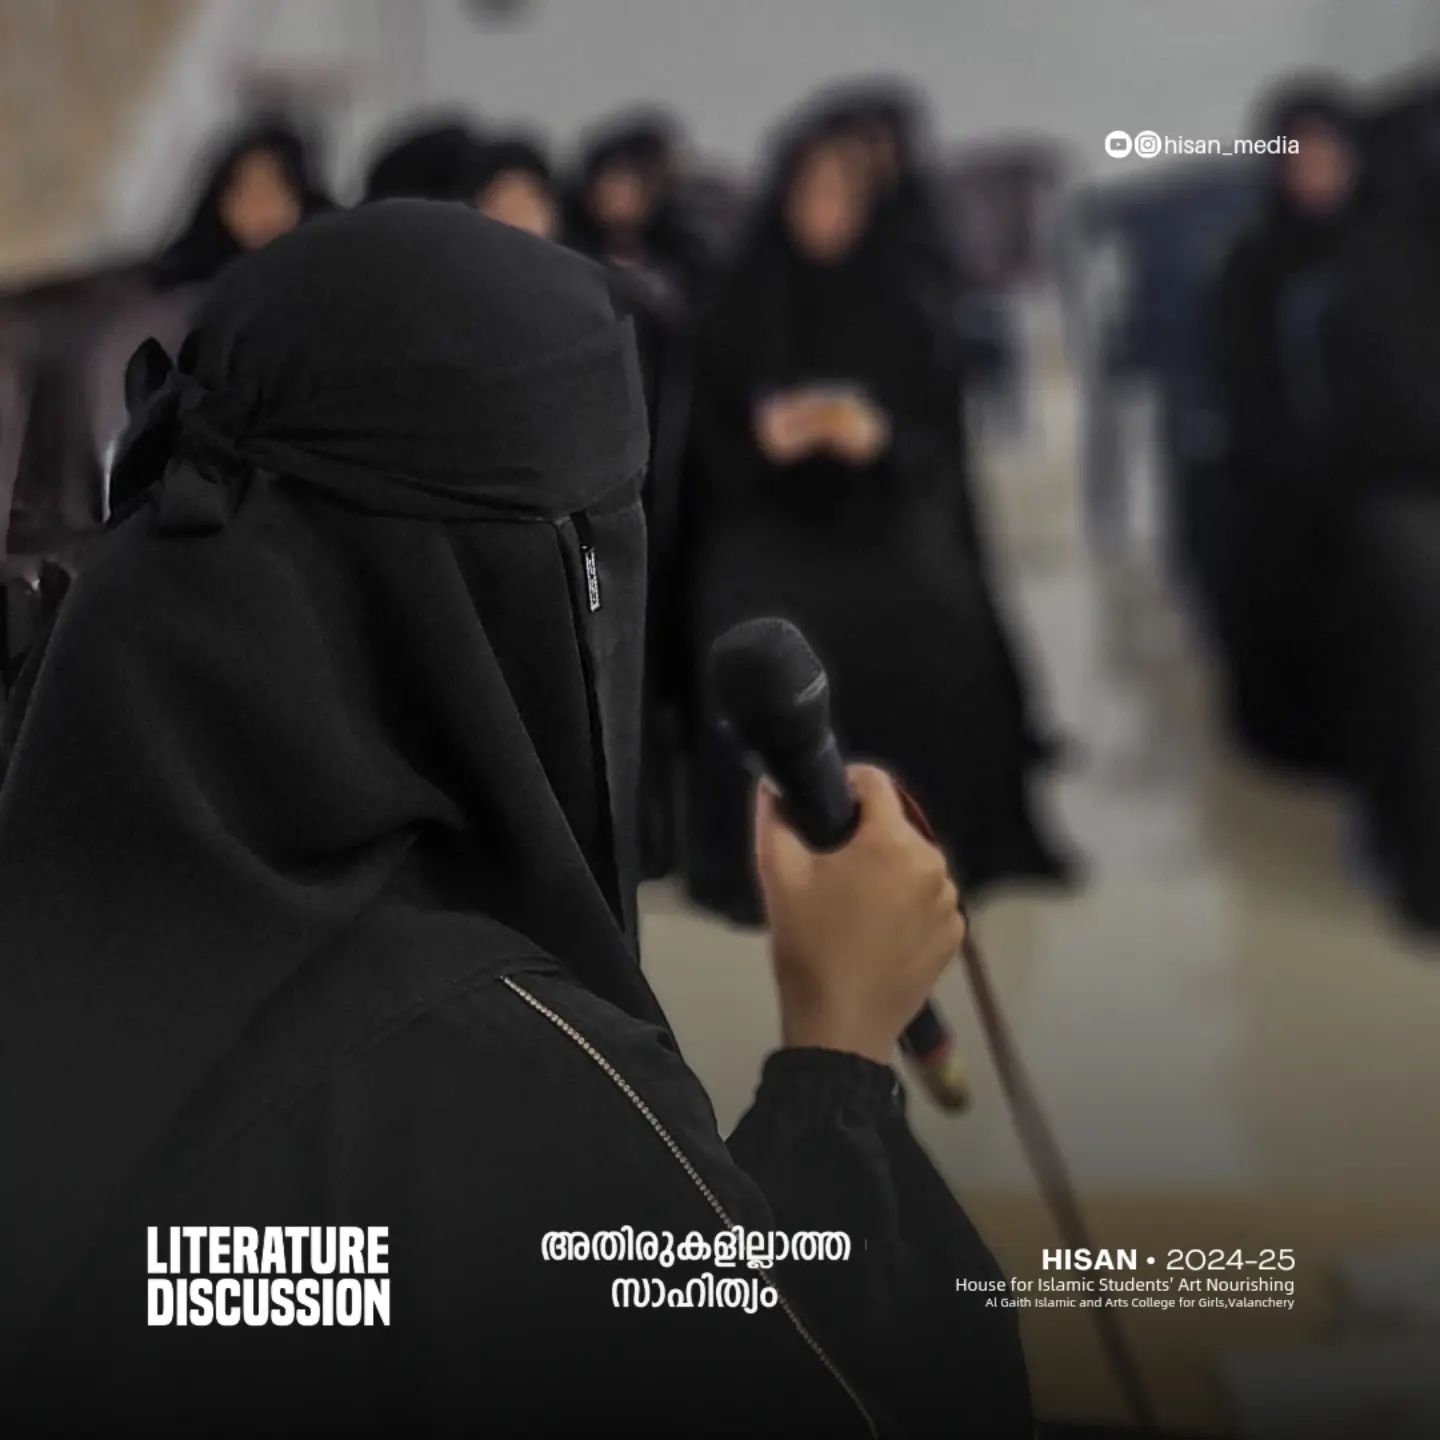 hisan_media
LITERATURE
DISCUSSION
അതിരുകളില്ലാത്ത
സാഹിത്യം
HISAN • 2024-25
House for Islamic Students' Art Nourishing
Al Gaith Islamic and Arts College for Girls,Valanchery